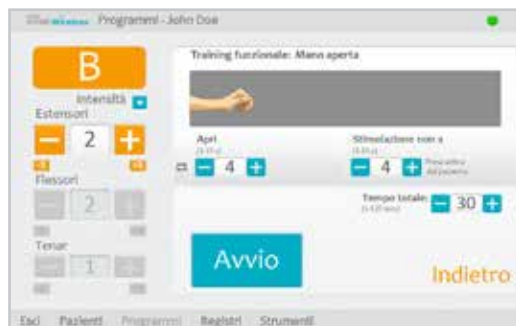 Programmi - John Doe
B
Training funzionale: Mano aperta
Intensità
Estensori
2
Apri
4
Stimolazione non a
4
Flessori
2
Tempo totale:
30
Tenar
1
Avvio
Indietro
Esci Pazienti Programmi Registri Strumenti